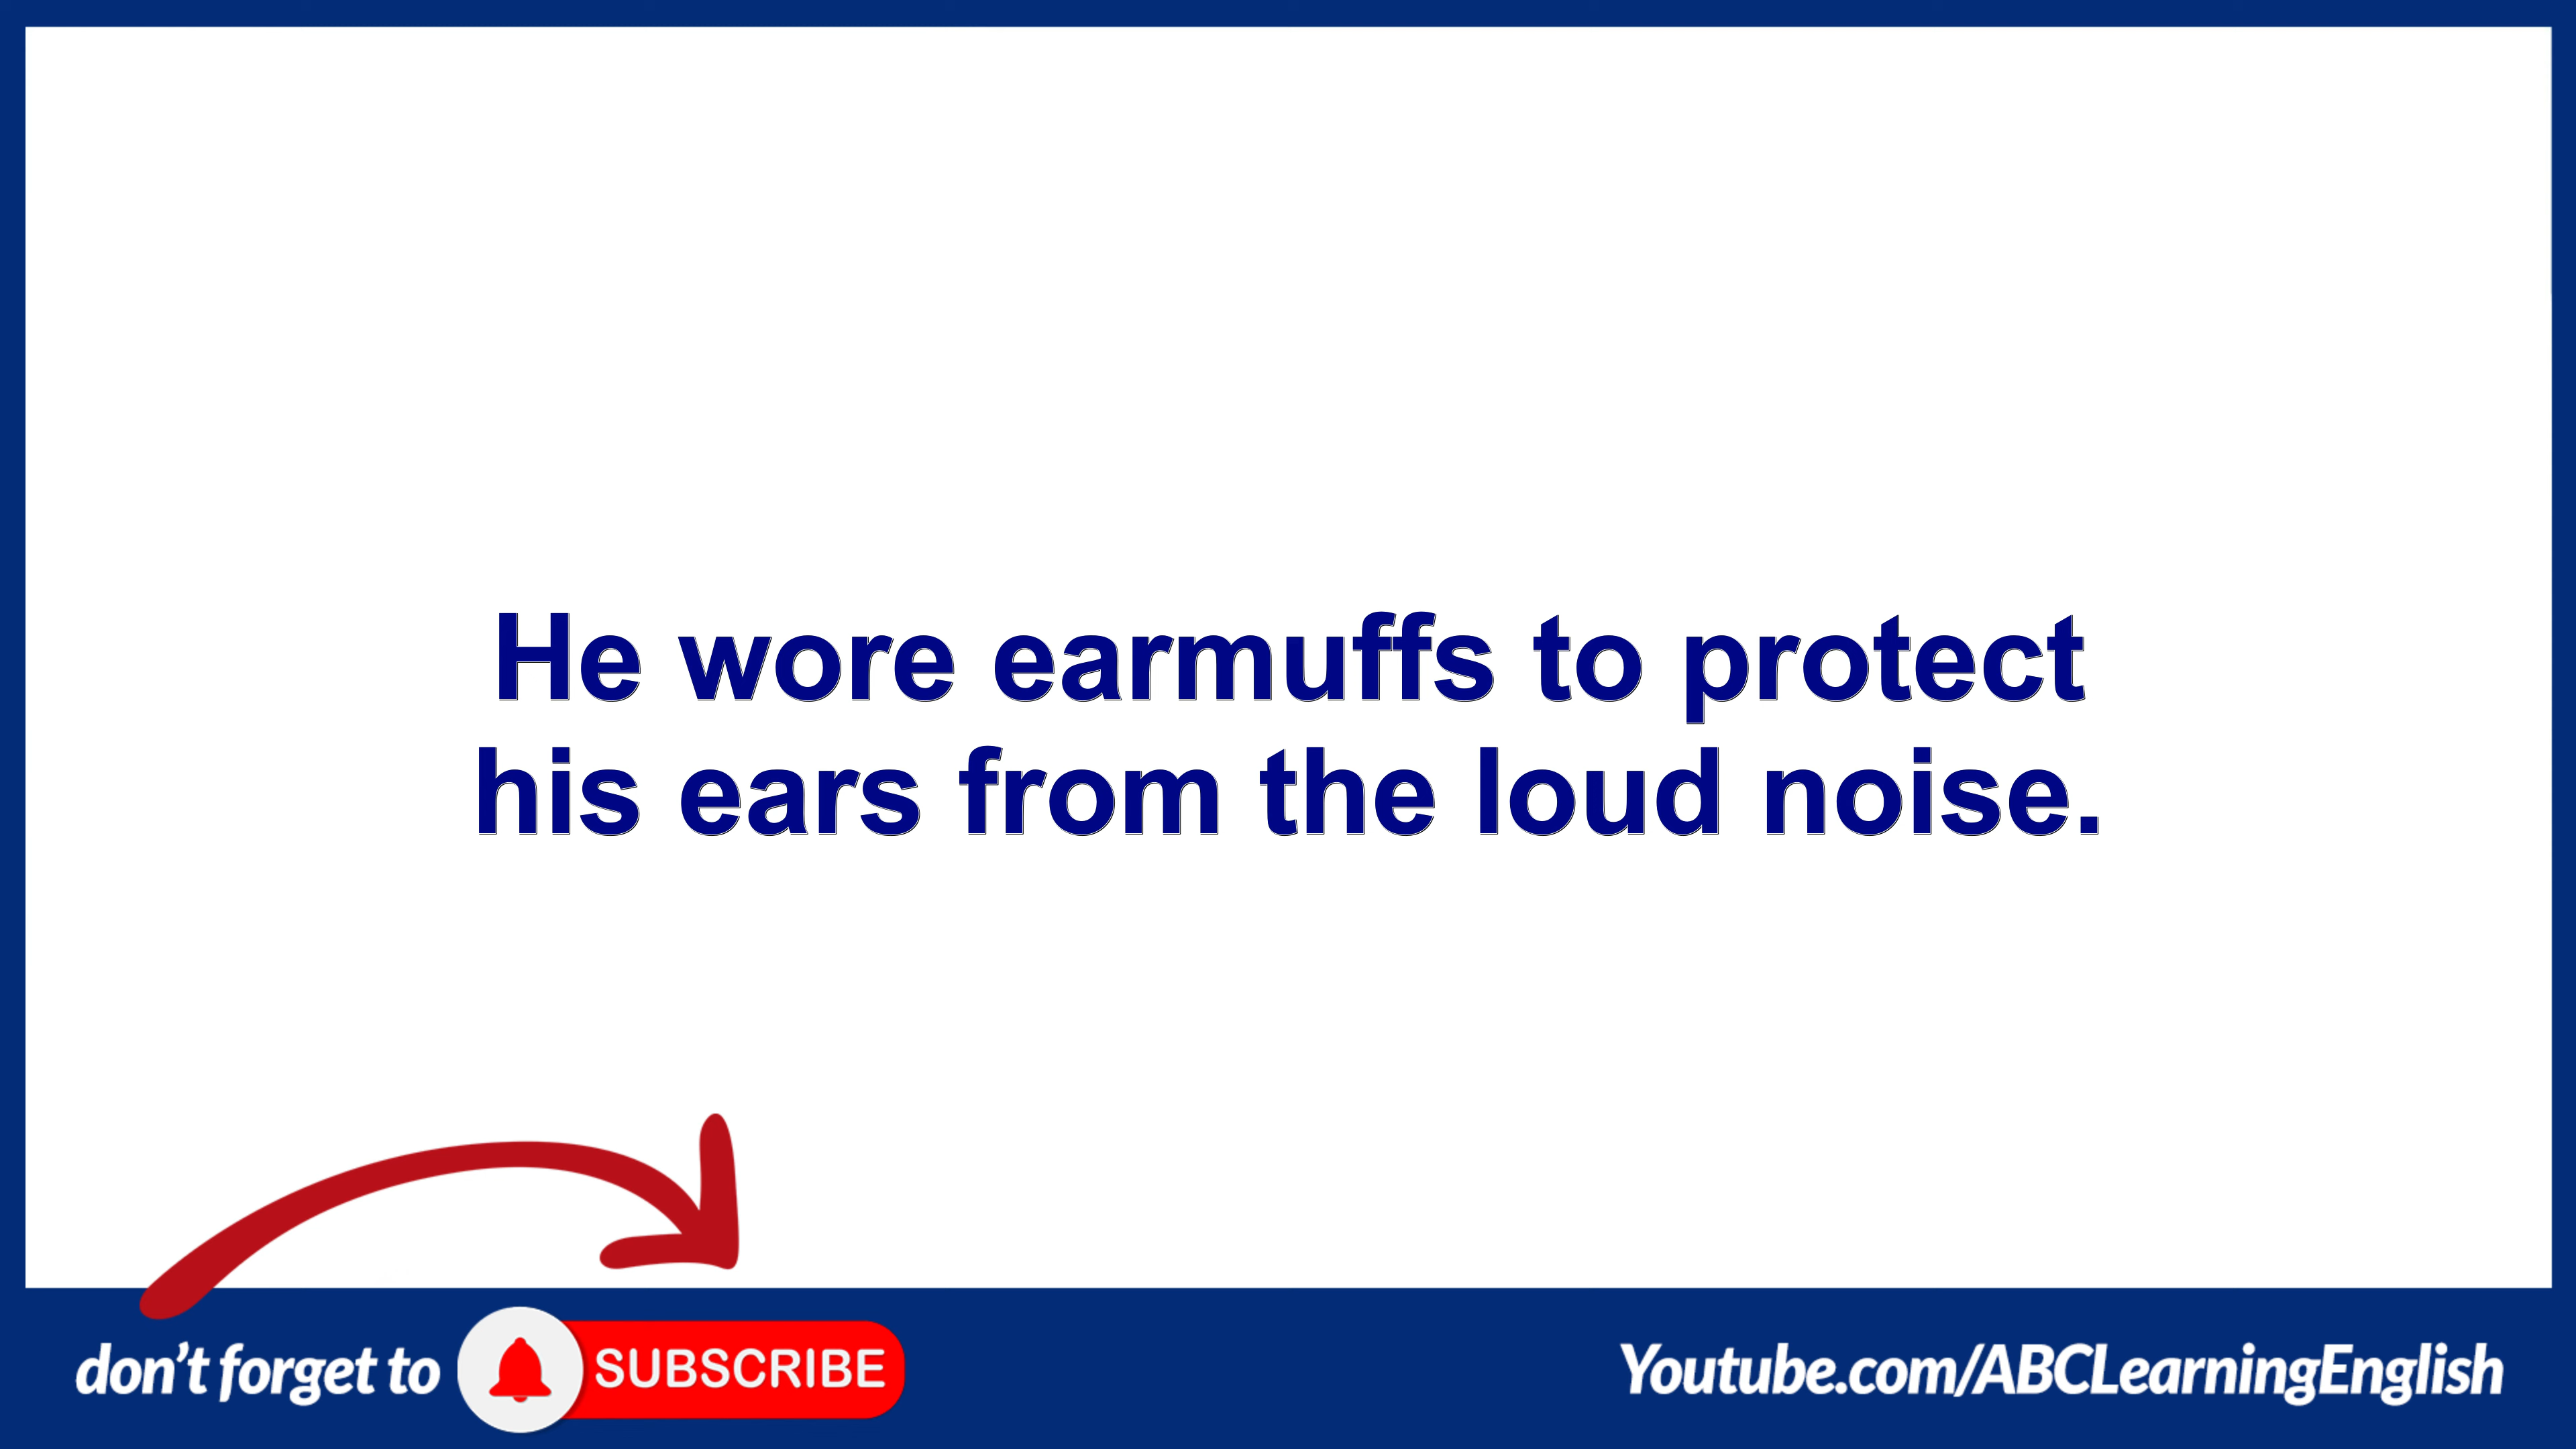 He wore earmuffs to protect
his ears from the loud noise.
don't forget to SUBSCRIBE
Youtube.com/ABCLearningEnglish